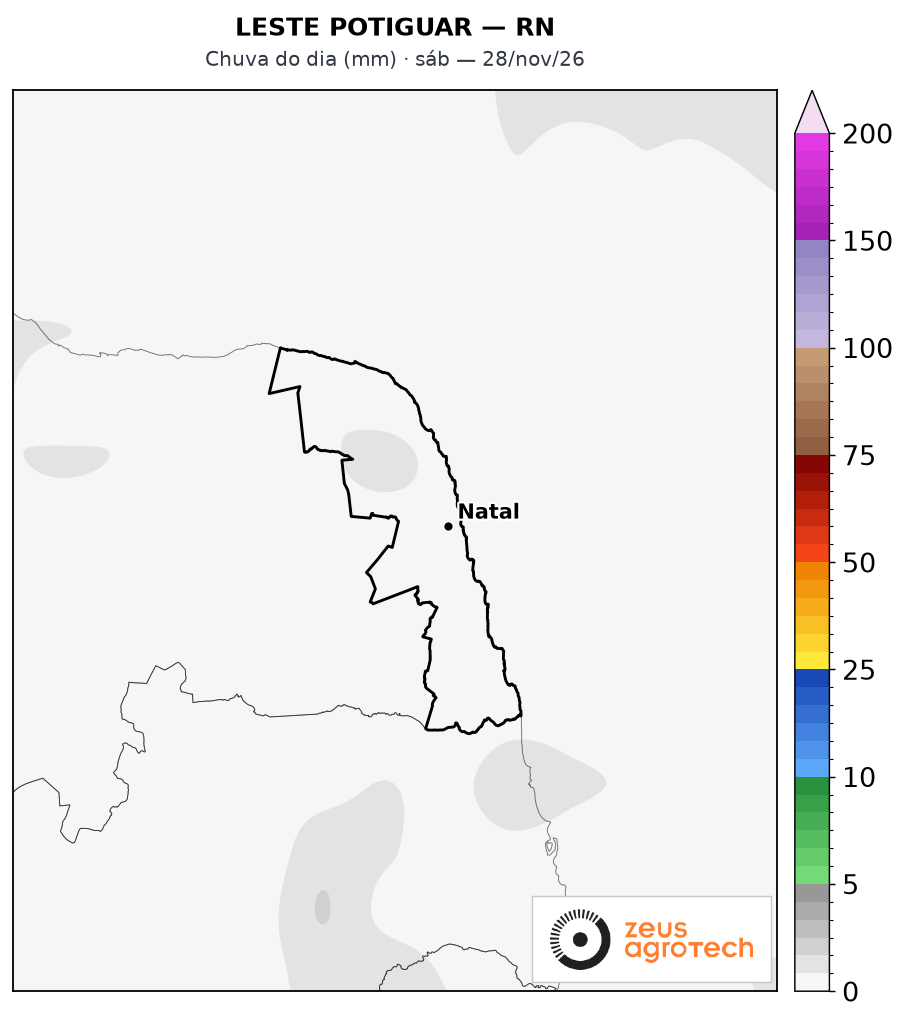 LESTE POTIGUAR — RN
Chuva do dia (mm) · sáb — 28/nov/26
200
150
100
75
50
25
10
5
0
Natal
zeus
agrotech